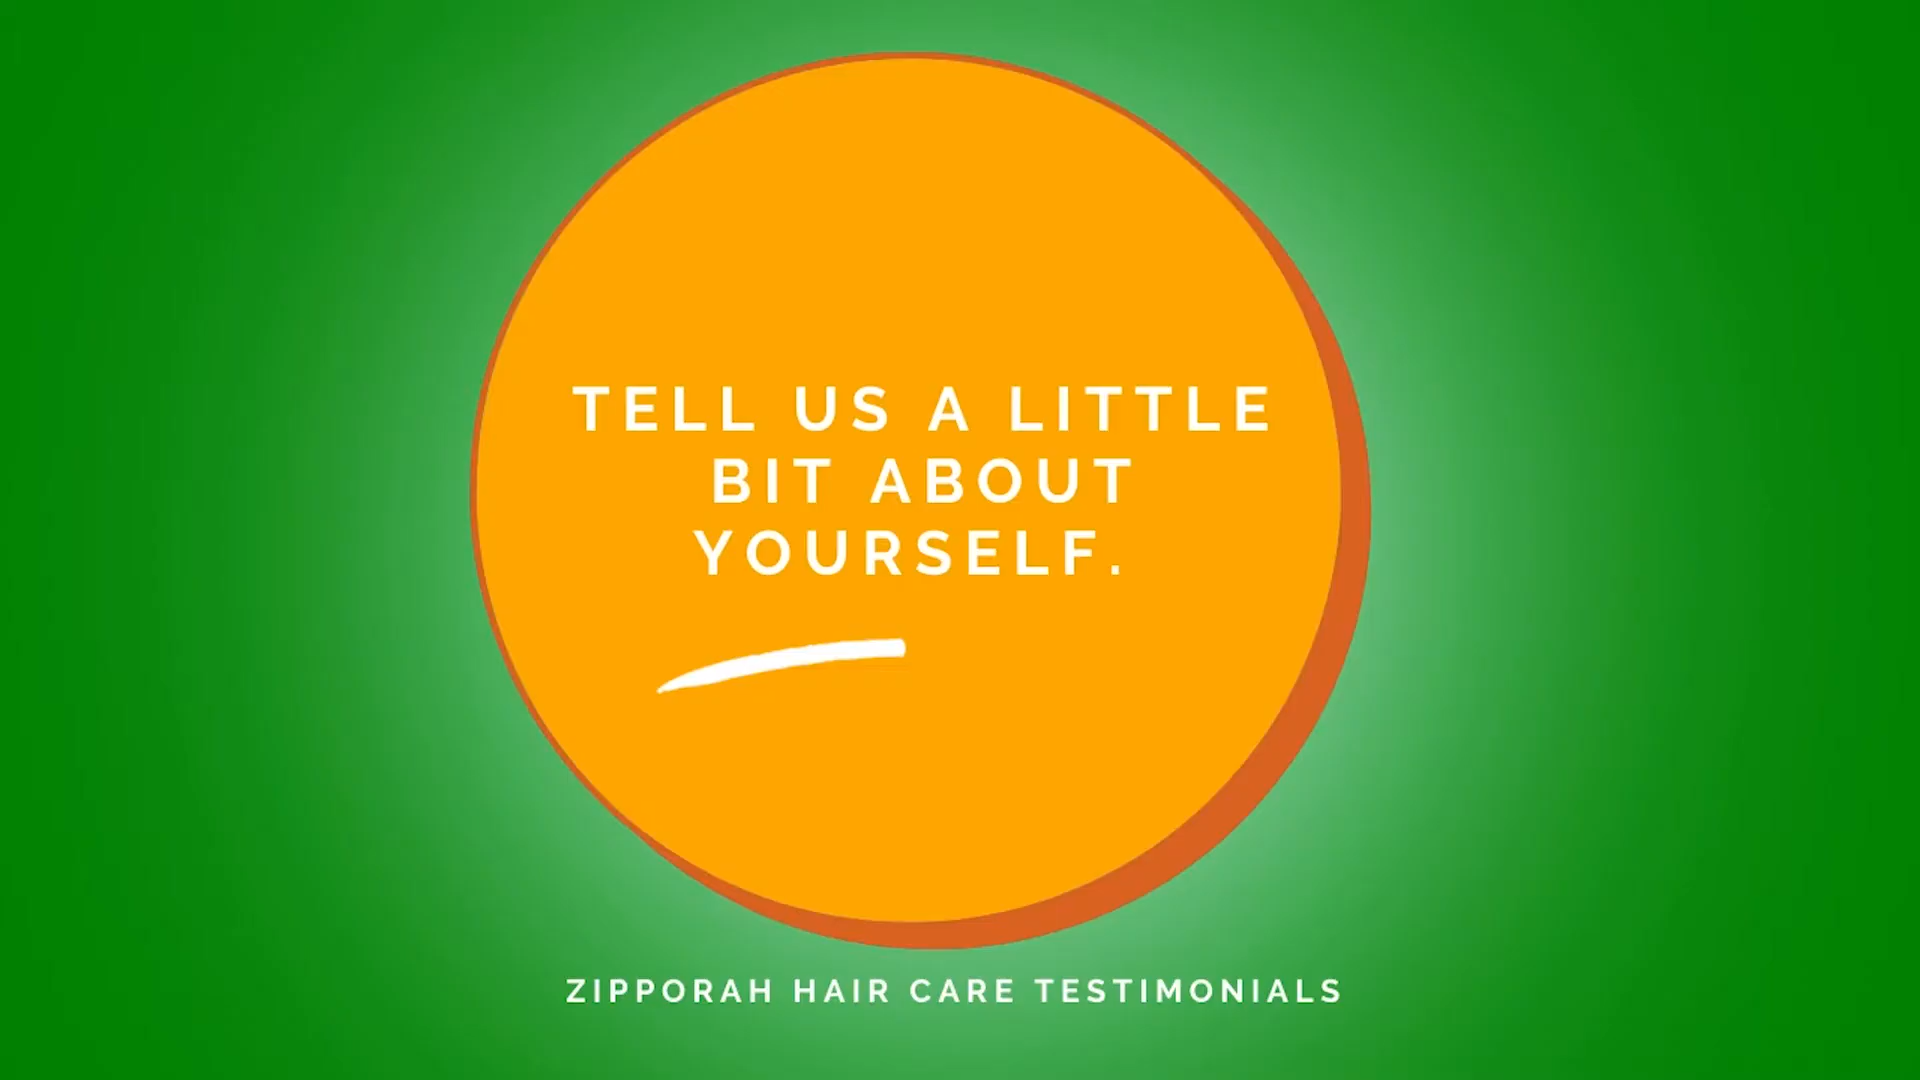 TELL US A LITTLE
BIT ABOUT
YOURSELF.
ZIPPORAH HAIR CARE TESTIMONIALS